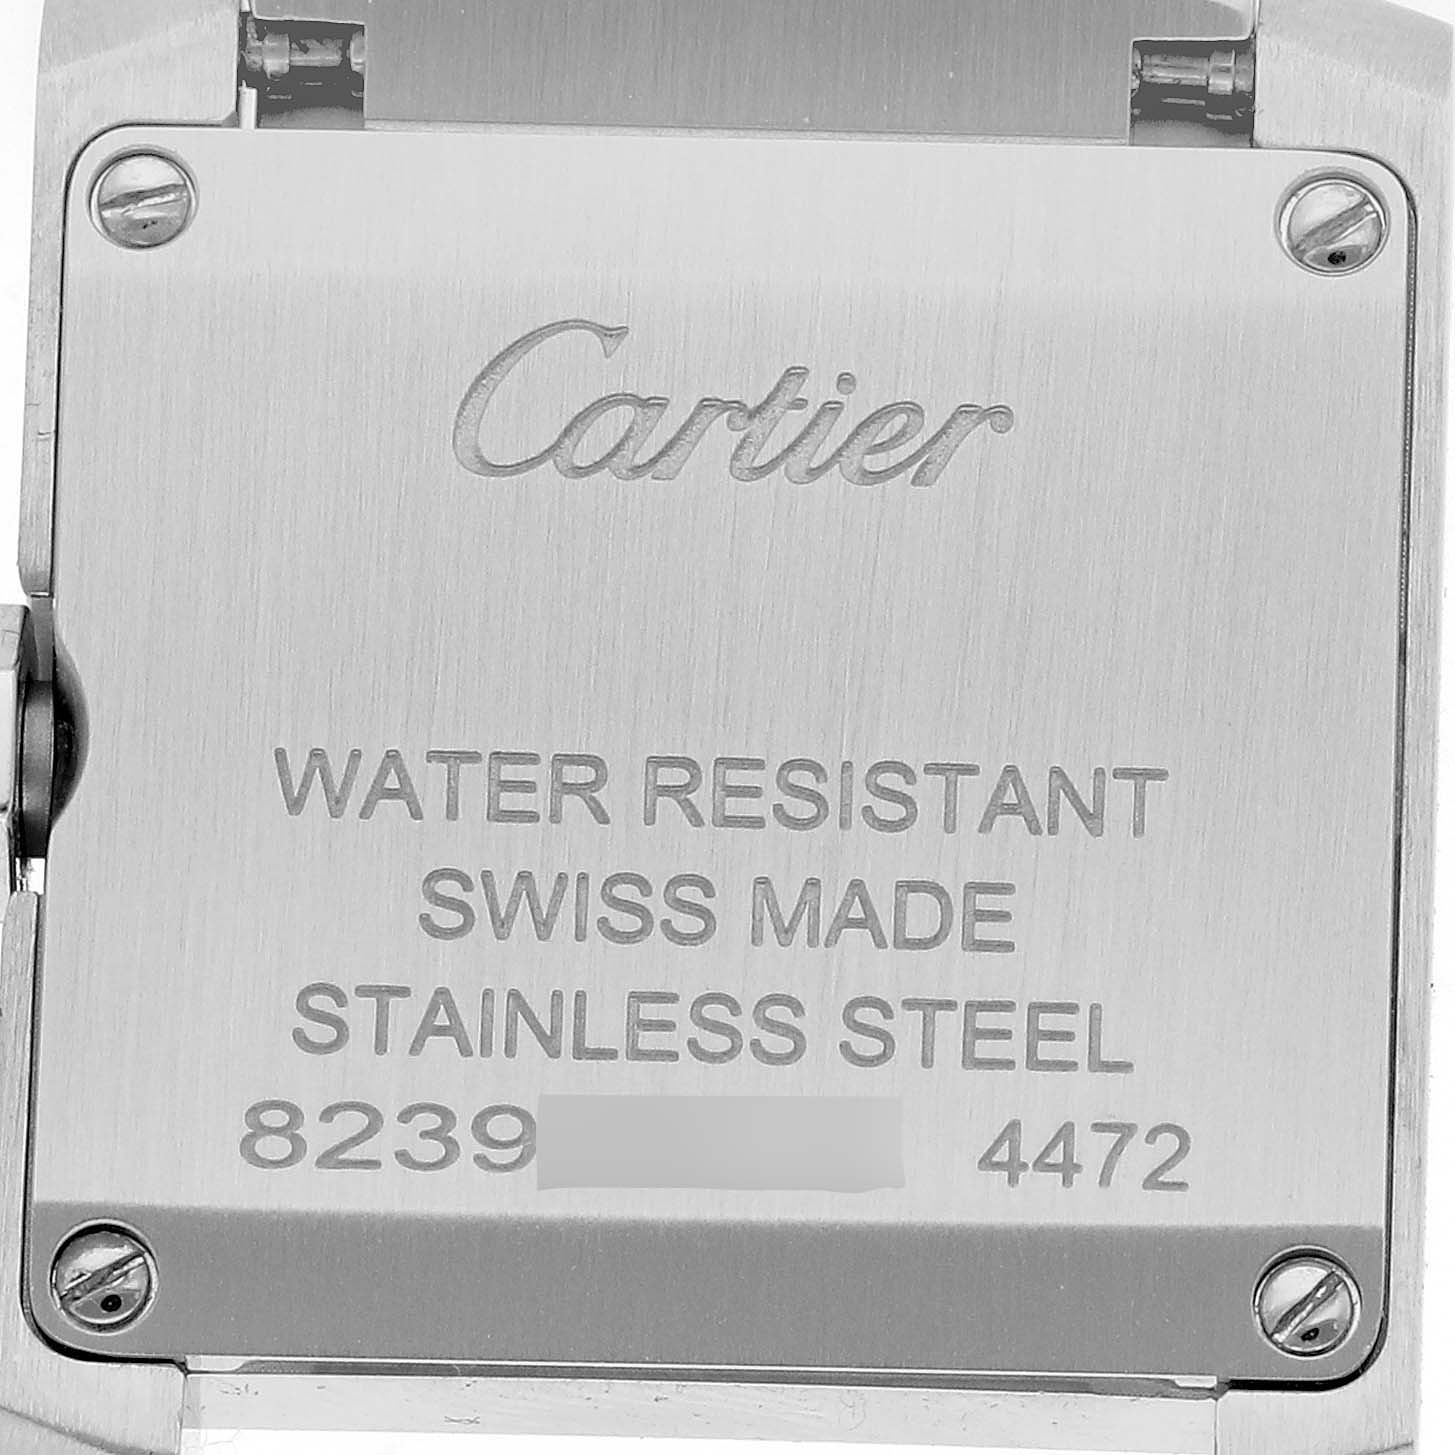 Cartier
WATER RESISTANT
SWISS MADE
STAINLESS STEEL
8239 4472